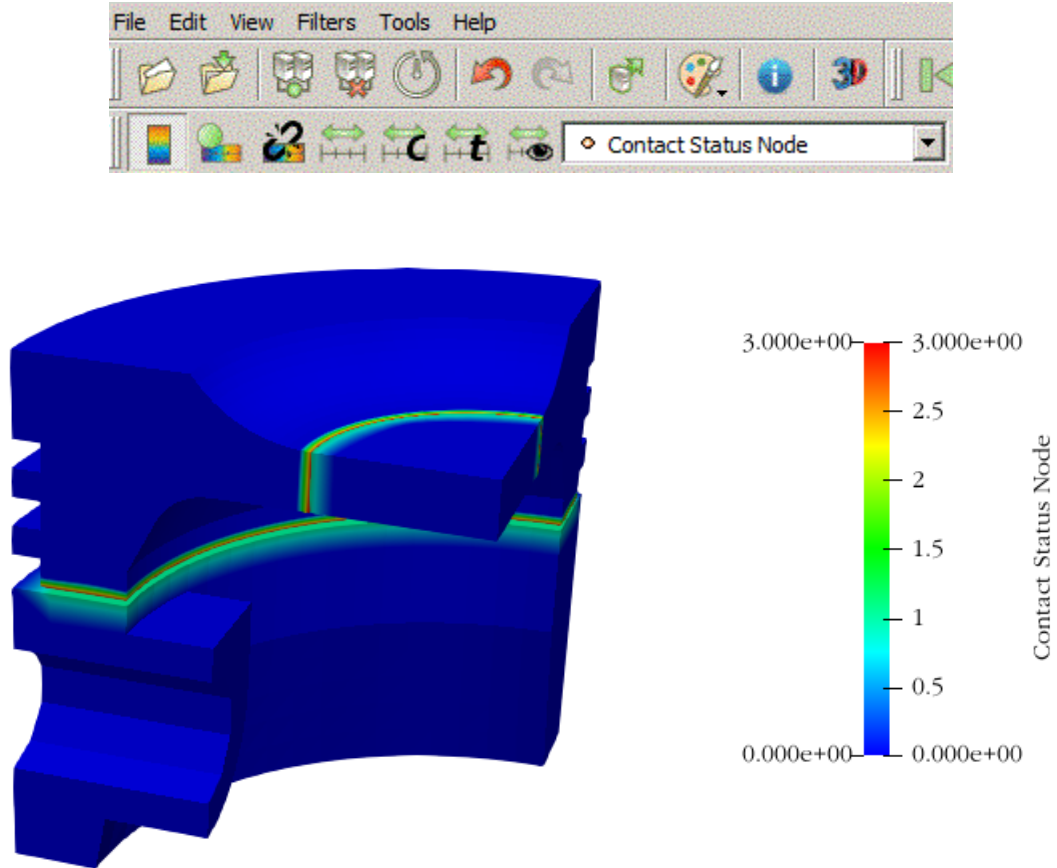 File Edit View Filters Tools Help
3D
C t
Contact Status Node
3.000e+00 3.000e+00
2.5
2
1.5
1
0.5
0.000e+00 0.000e+00
Contact Status Node